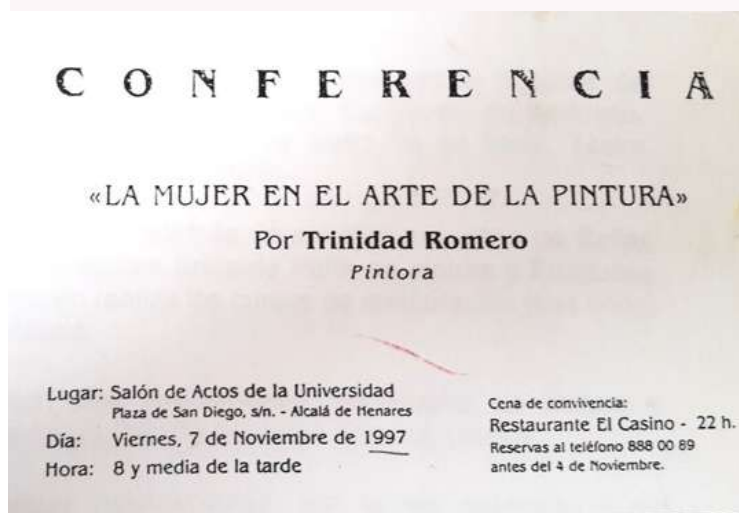 CONFERENCIA
«LA MUJER EN EL ARTE DE LA PINTURA»
Por Trinidad Romero
Pintora
Lugar: Salón de Actos de la Universidad
Plaza de San Diego, s/n. - Alcalá de Henares
Día: Viernes, 7 de Noviembre de 1997
Hora: 8 y media de la tarde
Cena de convivencia:
Restaurante El Casino - 22 h.
Reservas al teléfono 888 00 89
antes del 4 de Noviembre.